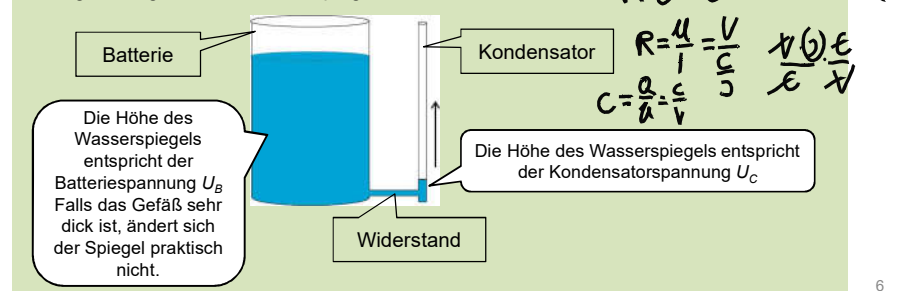 Batterie
Kondensator
R = U/I = V/(C/s)
C = Q/U = C/V
Die Höhe des
Wasserspiegels
entspricht der
Batteriespannung U_B
Falls das Gefäß sehr
dick ist, ändert sich
der Spiegel praktisch
nicht.
Die Höhe des Wasserspiegels entspricht
der Kondensatorspannung U_C
Widerstand
6